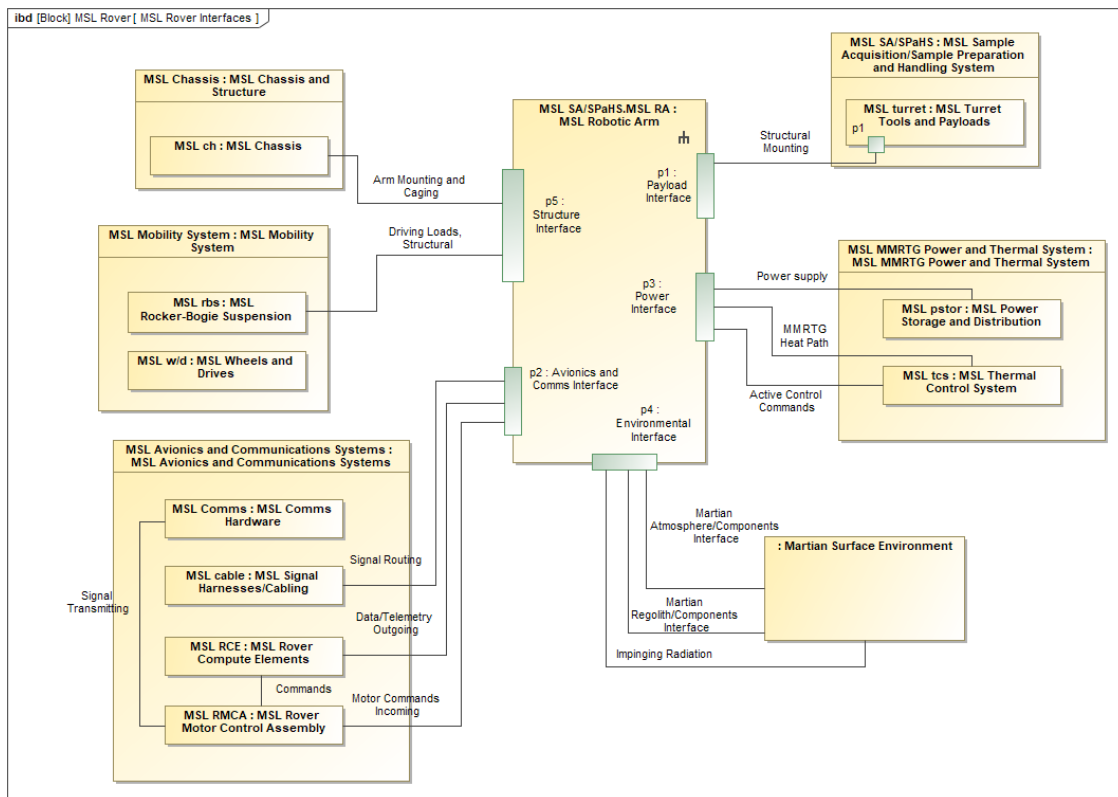 ibd [Block] MSL Rover [ MSL Rover Interfaces ]
MSL Chassis : MSL Chassis and
Structure
MSL ch : MSL Chassis
Arm Mounting and
Caging
MSL Mobility System : MSL Mobility
System
MSL rbs : MSL
Rocker-Bogie Suspension
MSL w/d : MSL Wheels and
Drives
Driving Loads,
Structural
MSL Avionics and Communications Systems :
MSL Avionics and Communications Systems
MSL Comms : MSL Comms
Hardware
MSL cable : MSL Signal
Harnesses/Cabling
MSL RCE : MSL Rover
Compute Elements
Commands
MSL RMCA : MSL Rover
Motor Control Assembly
Signal
Transmitting
Signal Routing
Data/Telemetry
Outgoing
Motor Commands
Incoming
MSL SA/SPaHS.MSL RA :
MSL Robotic Arm
p5 :
Structure
Interface
p2 : Avionics and
Comms Interface
p1 :
Payload
Interface
p3 :
Power
Interface
p4 :
Environmental
Interface
Structural
Mounting
MSL SA/SPaHS : MSL Sample
Acquisition/Sample Preparation
and Handling System
MSL turret : MSL Turret
Tools and Payloads
p1
MSL MMRTG Power and Thermal System :
MSL MMRTG Power and Thermal System
MSL pstor : MSL Power
Storage and Distribution
MSL tcs : MSL Thermal
Control System
Power supply
MMRTG
Heat Path
Active Control
Commands
Martian
Atmosphere/Components
Interface
Martian
Regolith/Components
Interface
Impinging Radiation
: Martian Surface Environment